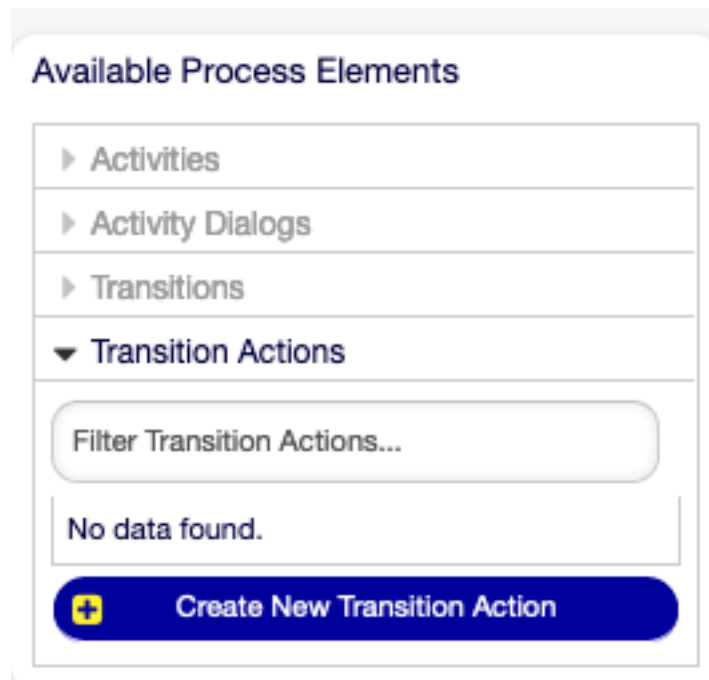 Available Process Elements
Activities
Activity Dialogs
Transitions
Transition Actions
Filter Transition Actions...
No data found.
Create New Transition Action